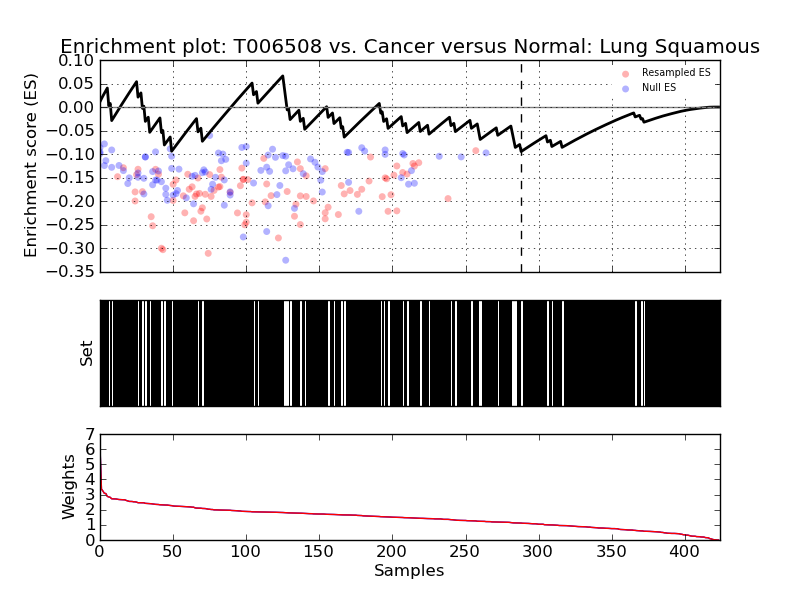 Enrichment plot: T006508 vs. Cancer versus Normal: Lung Squamous
Enrichment score (ES)
0.10
0.05
0.00
−0.05
−0.10
−0.15
−0.20
−0.25
−0.30
−0.35
Resampled ES
Null ES
Set
Weights
7
6
5
4
3
2
1
0
0 50 100 150 200 250 300 350 400
Samples